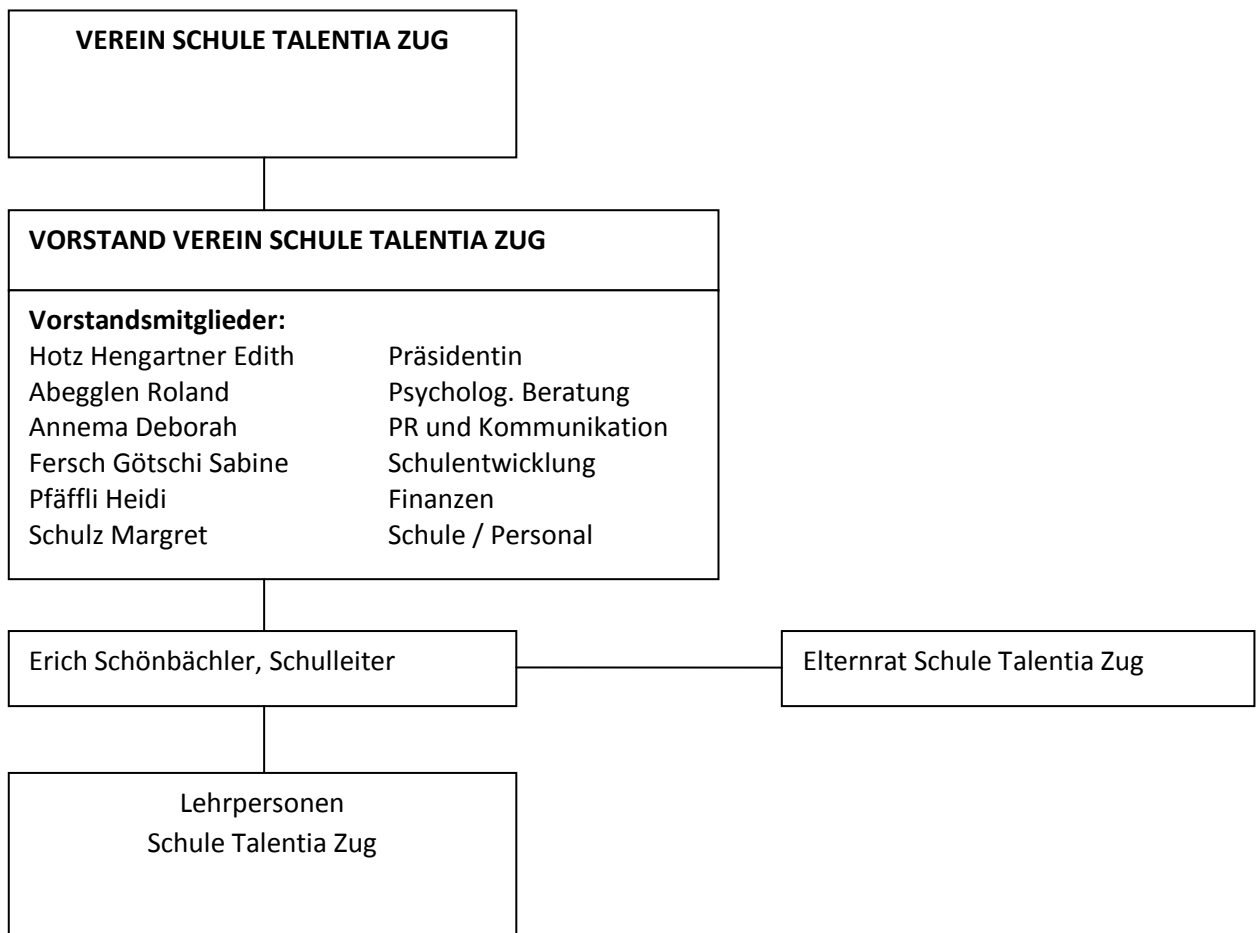 VEREIN SCHULE TALENTIA ZUG
VORSTAND VEREIN SCHULE TALENTIA ZUG
Vorstandsmitglieder:
Hotz Hengartner Edith Präsidentin
Abegglen Roland Psycholog. Beratung
Annema Deborah PR und Kommunikation
Fersch Götschi Sabine Schulentwicklung
Pfäffli Heidi Finanzen
Schulz Margret Schule / Personal
Erich Schönbächler, Schulleiter
Elternrat Schule Talentia Zug
Lehrpersonen
Schule Talentia Zug